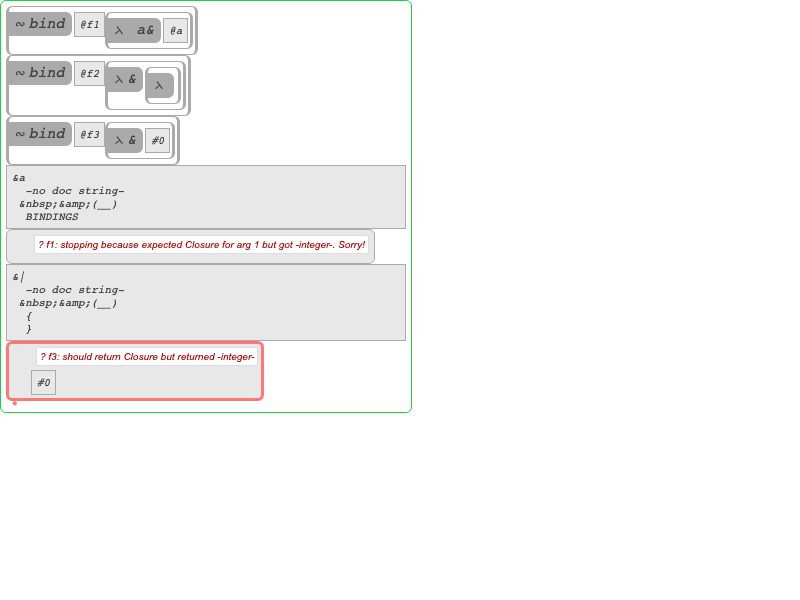 ∾ bind @f1 λ a& @a
∾ bind @f2 λ & λ
∾ bind @f3 λ & #0
&a
-no doc string-
&nbsp;&amp;(__)
BINDINGS
? f1: stopping because expected Closure for arg 1 but got -integer-. Sorry!
&|
-no doc string-
&nbsp;&amp;(__)
{
}
? f3: should return Closure but returned -integer-
#0